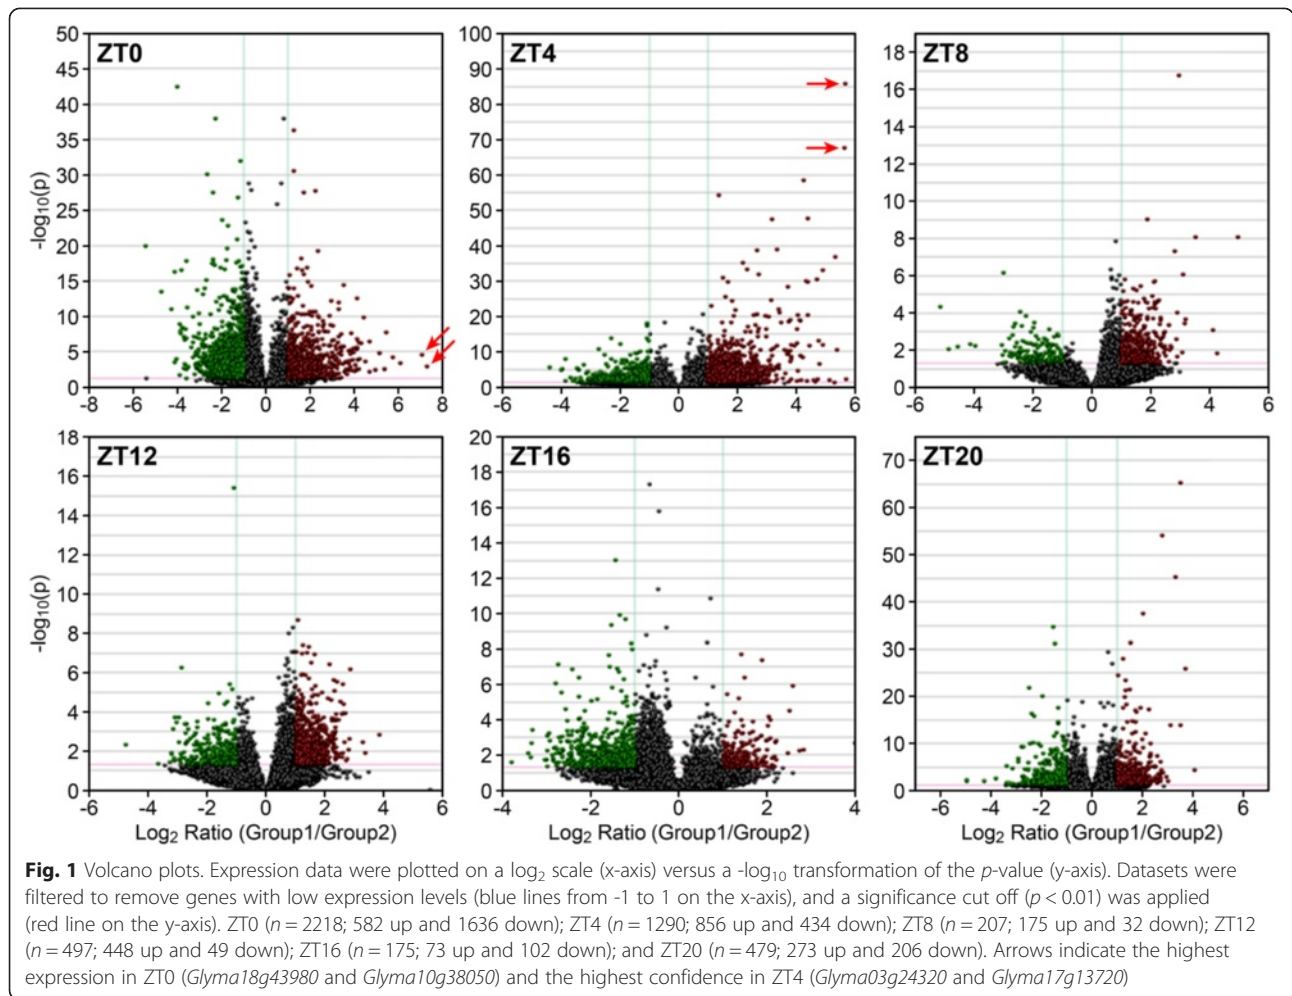 ZT0
50
45
40
35
30
25
20
15
10
5
0
-log10(p)
-8 -6 -4 -2 0 2 4 6 8
ZT4
100
90
80
70
60
50
40
30
20
10
0
-6 -4 -2 0 2 4 6
ZT8
18
16
14
12
10
8
6
4
2
0
-6 -4 -2 0 2 4 6
ZT12
18
16
14
12
10
8
6
4
2
0
-log10(p)
-6 -4 -2 0 2 4 6
Log2 Ratio (Group1/Group2)
ZT16
20
18
16
14
12
10
8
6
4
2
0
-4 -2 0 2 4
Log2 Ratio (Group1/Group2)
ZT20
70
60
50
40
30
20
10
0
-6 -4 -2 0 2 4 6
Log2 Ratio (Group1/Group2)
Fig. 1 Volcano plots. Expression data were plotted on a log2 scale (x-axis) versus a -log10 transformation of the p-value (y-axis). Datasets were
filtered to remove genes with low expression levels (blue lines from -1 to 1 on the x-axis), and a significance cut off (p < 0.01) was applied
(red line on the y-axis). ZT0 (n = 2218; 582 up and 1636 down); ZT4 (n = 1290; 856 up and 434 down); ZT8 (n = 207; 175 up and 32 down); ZT12
(n = 497; 448 up and 49 down); ZT16 (n = 175; 73 up and 102 down); and ZT20 (n = 479; 273 up and 206 down). Arrows indicate the highest
expression in ZT0 (Glyma18g43980 and Glyma10g38050) and the highest confidence in ZT4 (Glyma03g24320 and Glyma17g13720)